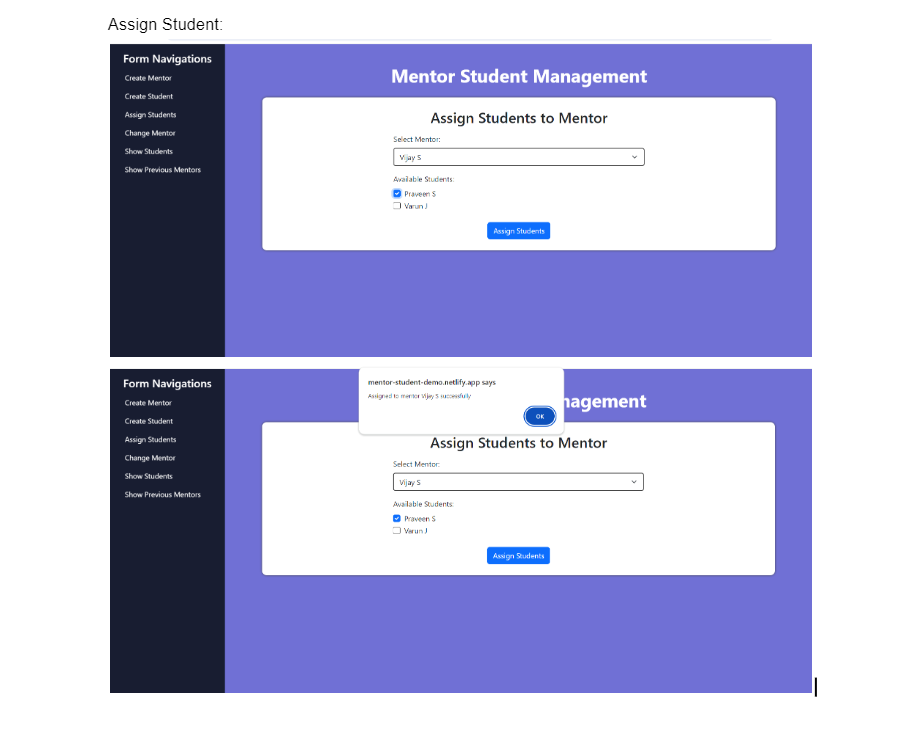 Assign Student:
Form Navigations
Create Mentor
Create Student
Assign Students
Change Mentor
Show Students
Show Previous Mentors
Mentor Student Management
Assign Students to Mentor
Select Mentor:
Vijay S
Available Students:
Praveen S
Varun J
Assign Students
Form Navigations
Create Mentor
Create Student
Assign Students
Change Mentor
Show Students
Show Previous Mentors
mentor-student-demo.netlify.app says
Assigned to mentor Vijay S successfully
OK
nagement
Assign Students to Mentor
Select Mentor:
Vijay S
Available Students:
Praveen S
Varun J
Assign Students